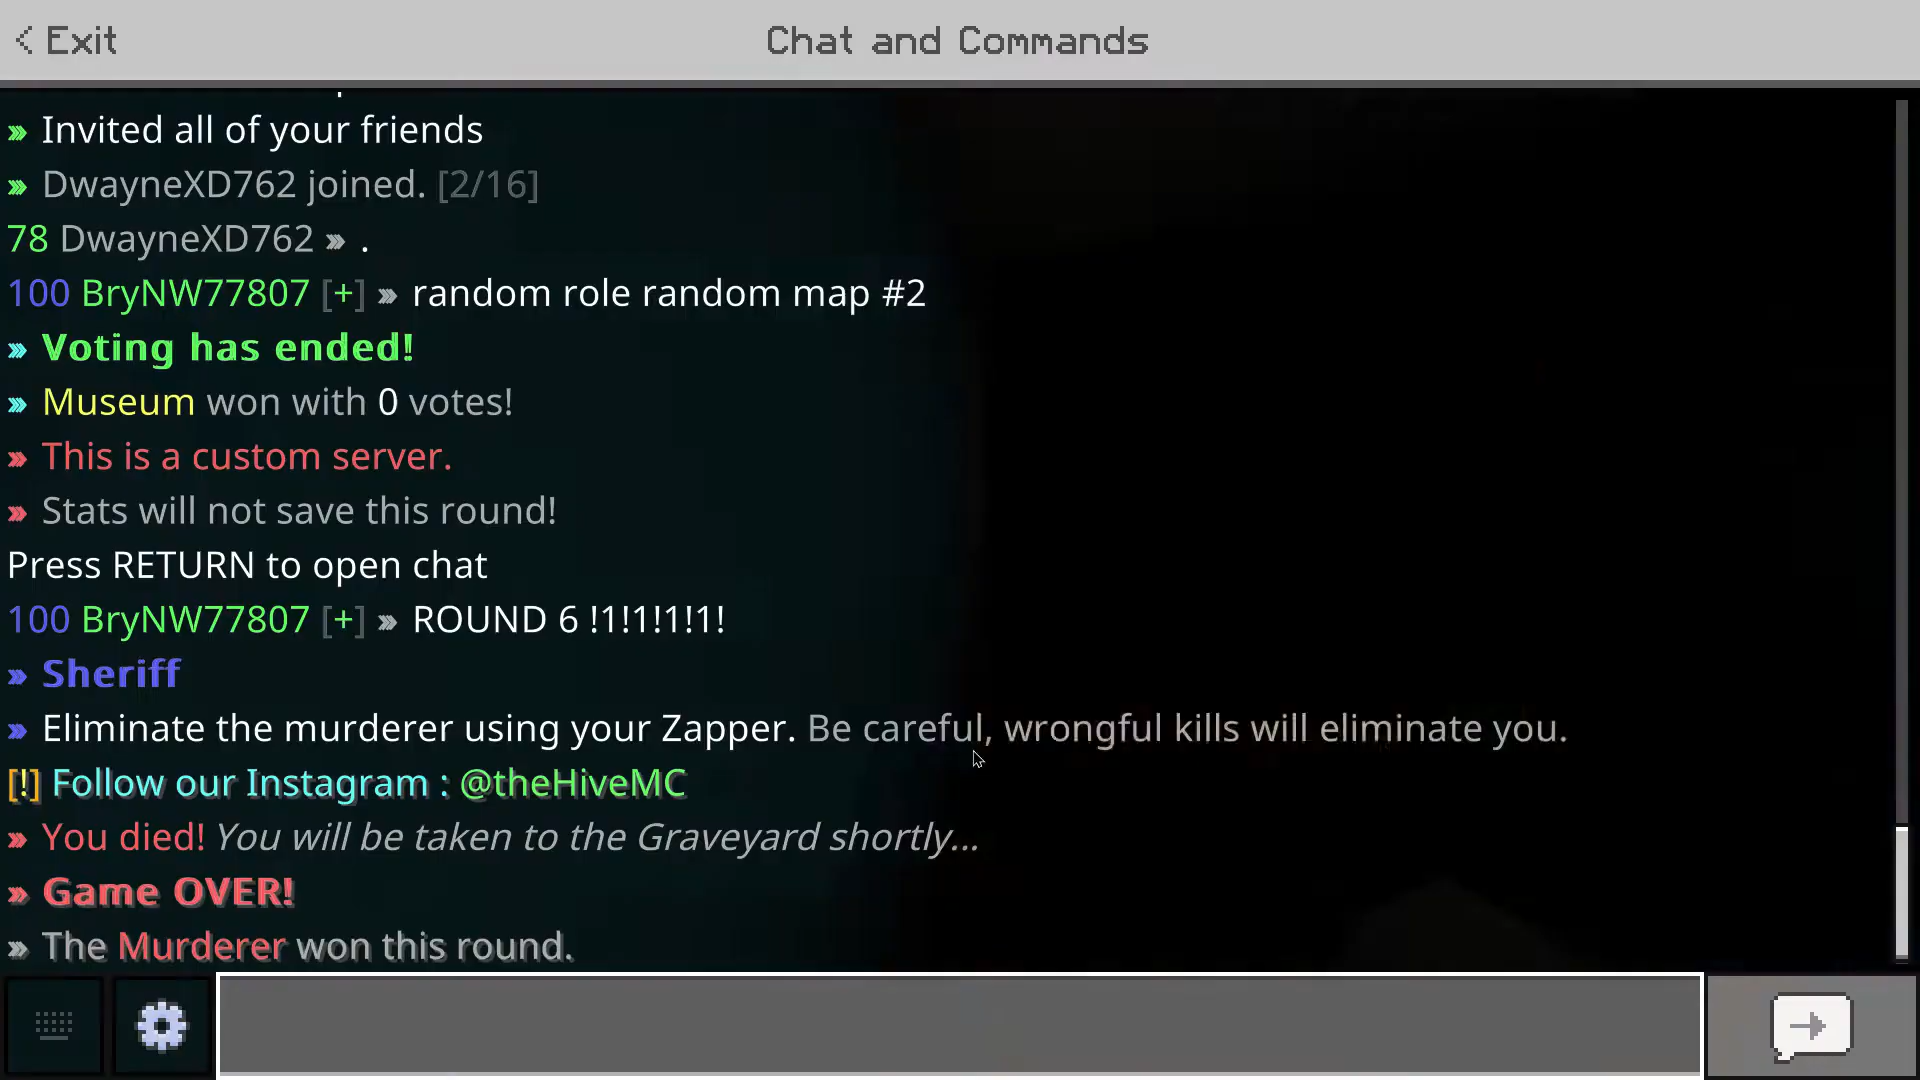 < Exit
Chat and Commands
» Invited all of your friends
» DwayneXD762 joined. [2/16]
78 DwayneXD762 » .
100 BryNW77807 [+] » random role random map #2
» Voting has ended!
» Museum won with 0 votes!
» This is a custom server.
» Stats will not save this round!
Press RETURN to open chat
100 BryNW77807 [+] » ROUND 6 !1!1!1!1!
» Sheriff
» Eliminate the murderer using your Zapper. Be careful, wrongful kills will eliminate you.
[!] Follow our Instagram : @theHiveMC
» You died! You will be taken to the Graveyard shortly...
» Game OVER!
» The Murderer won this round.